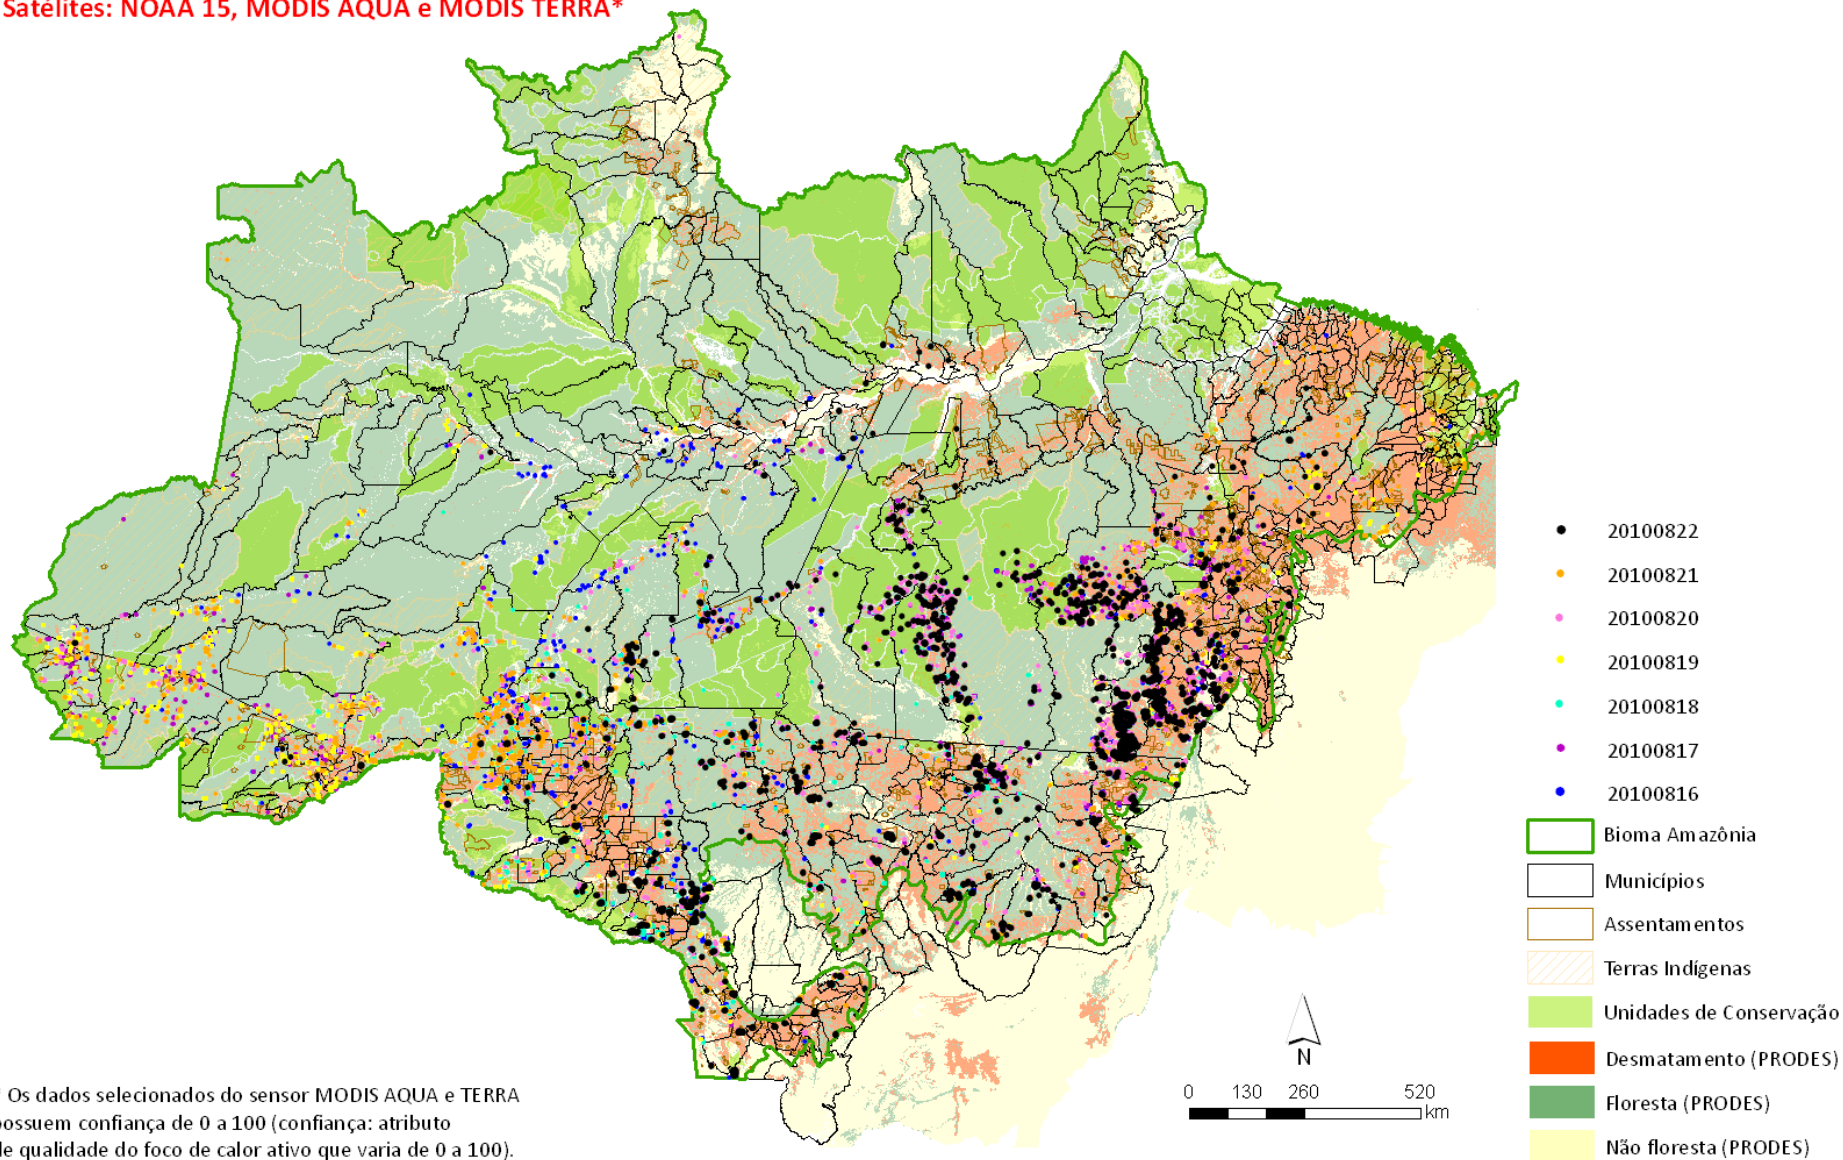 Satélites: NOAA 15, MODIS AQUA e MODIS TERRA*
20100822
20100821
20100820
20100819
20100818
20100817
20100816
Bioma Amazônia
Municípios
Assentamentos
Terras Indígenas
Unidades de Conservação
Desmatamento (PRODES)
Floresta (PRODES)
Não floresta (PRODES)
N
0 130 260 520
km
Os dados selecionados do sensor MODIS AQUA e TERRA
possuem confiança de 0 a 100 (confiança: atributo
de qualidade do foco de calor ativo que varia de 0 a 100).